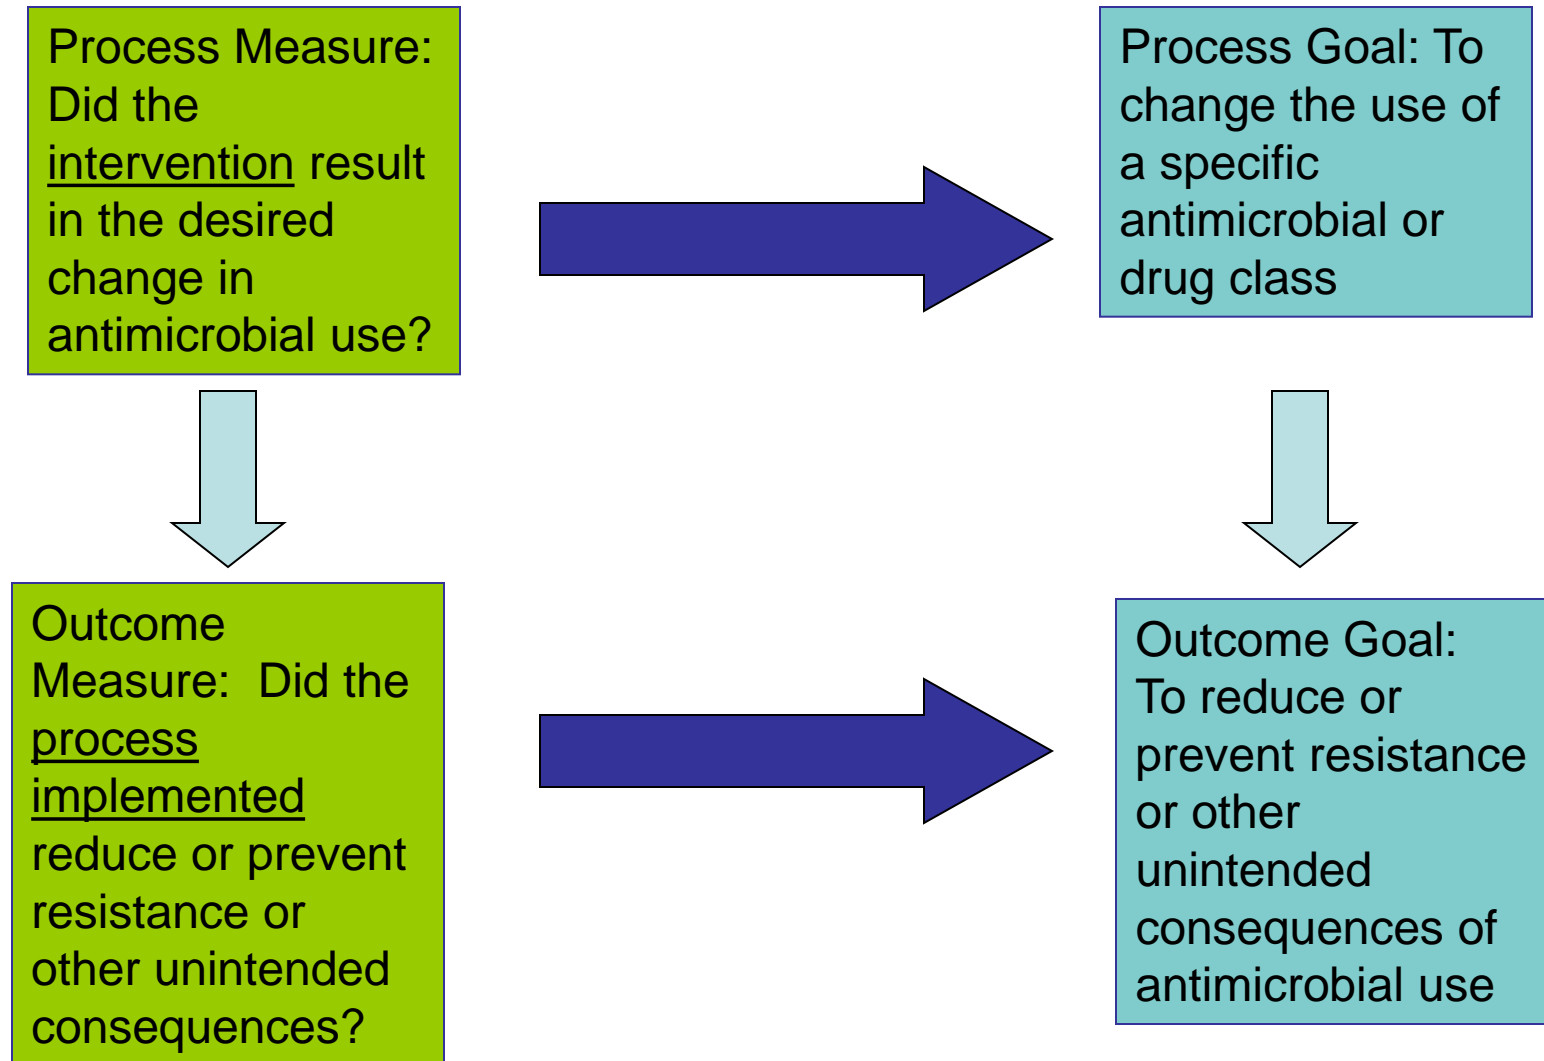 Process Measure:
Did the
intervention result
in the desired
change in
antimicrobial use?
Process Goal: To
change the use of
a specific
antimicrobial or
drug class
Outcome
Measure:  Did the
process
implemented
reduce or prevent
resistance or
other unintended
consequences?
Outcome Goal:
To reduce or
prevent resistance
or other
unintended
consequences of
antimicrobial use